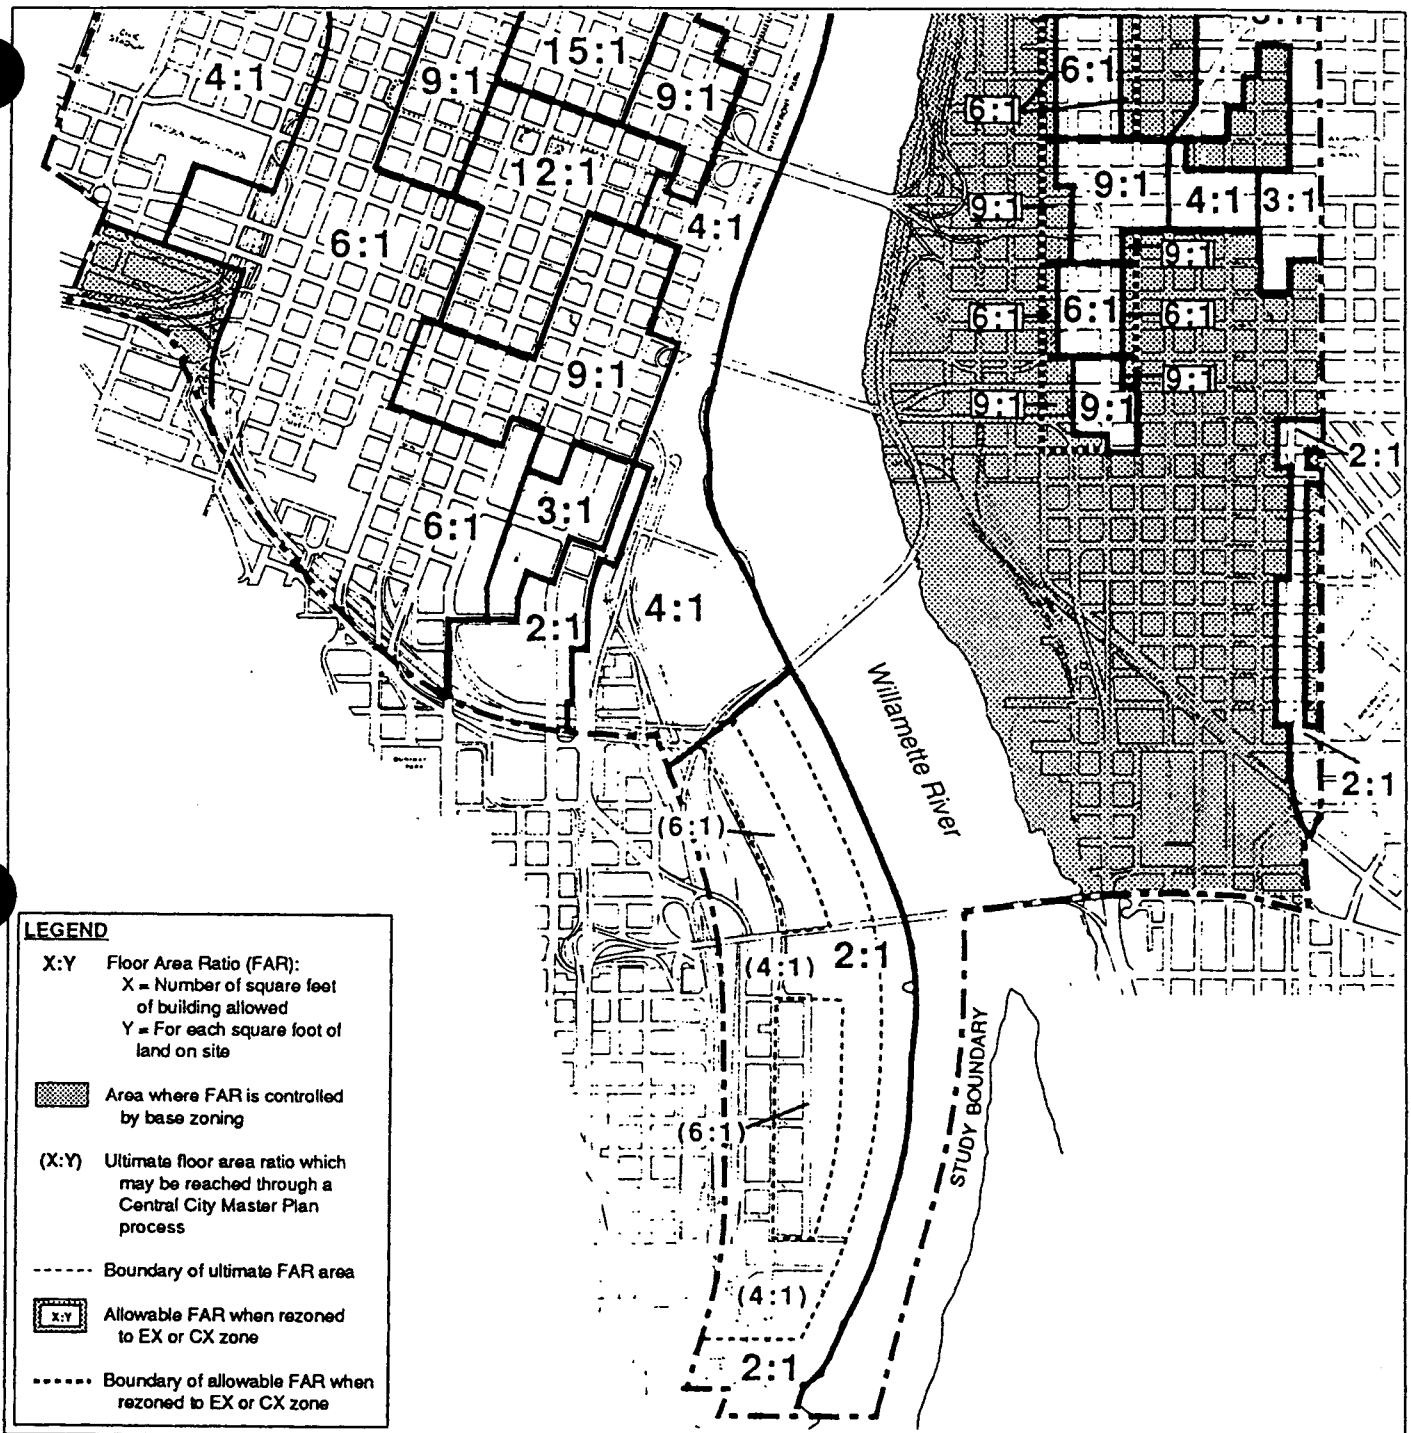 15:1
4:1
9:1
9:1
6:1
6:1
12:1
9:1
4:1
3:1
9:1
6:1
4:1
9:1
6:1
6:1
6:1
9:1
9:1
9:1
9:1
2:1
3:1
6:1
2:1
4:1
Willamette River
2:1
(6:1)
(4:1)
2:1
STUDY BOUNDARY
(6:1)
(4:1)
2:1
LEGEND
X:Y Floor Area Ratio (FAR):
X = Number of square feet
of building allowed
Y = For each square foot of
land on site
Area where FAR is controlled
by base zoning
(X:Y) Ultimate floor area ratio which
may be reached through a
Central City Master Plan
process
Boundary of ultimate FAR area
X:Y Allowable FAR when rezoned
to EX or CX zone
Boundary of allowable FAR when
rezoned to EX or CX zone